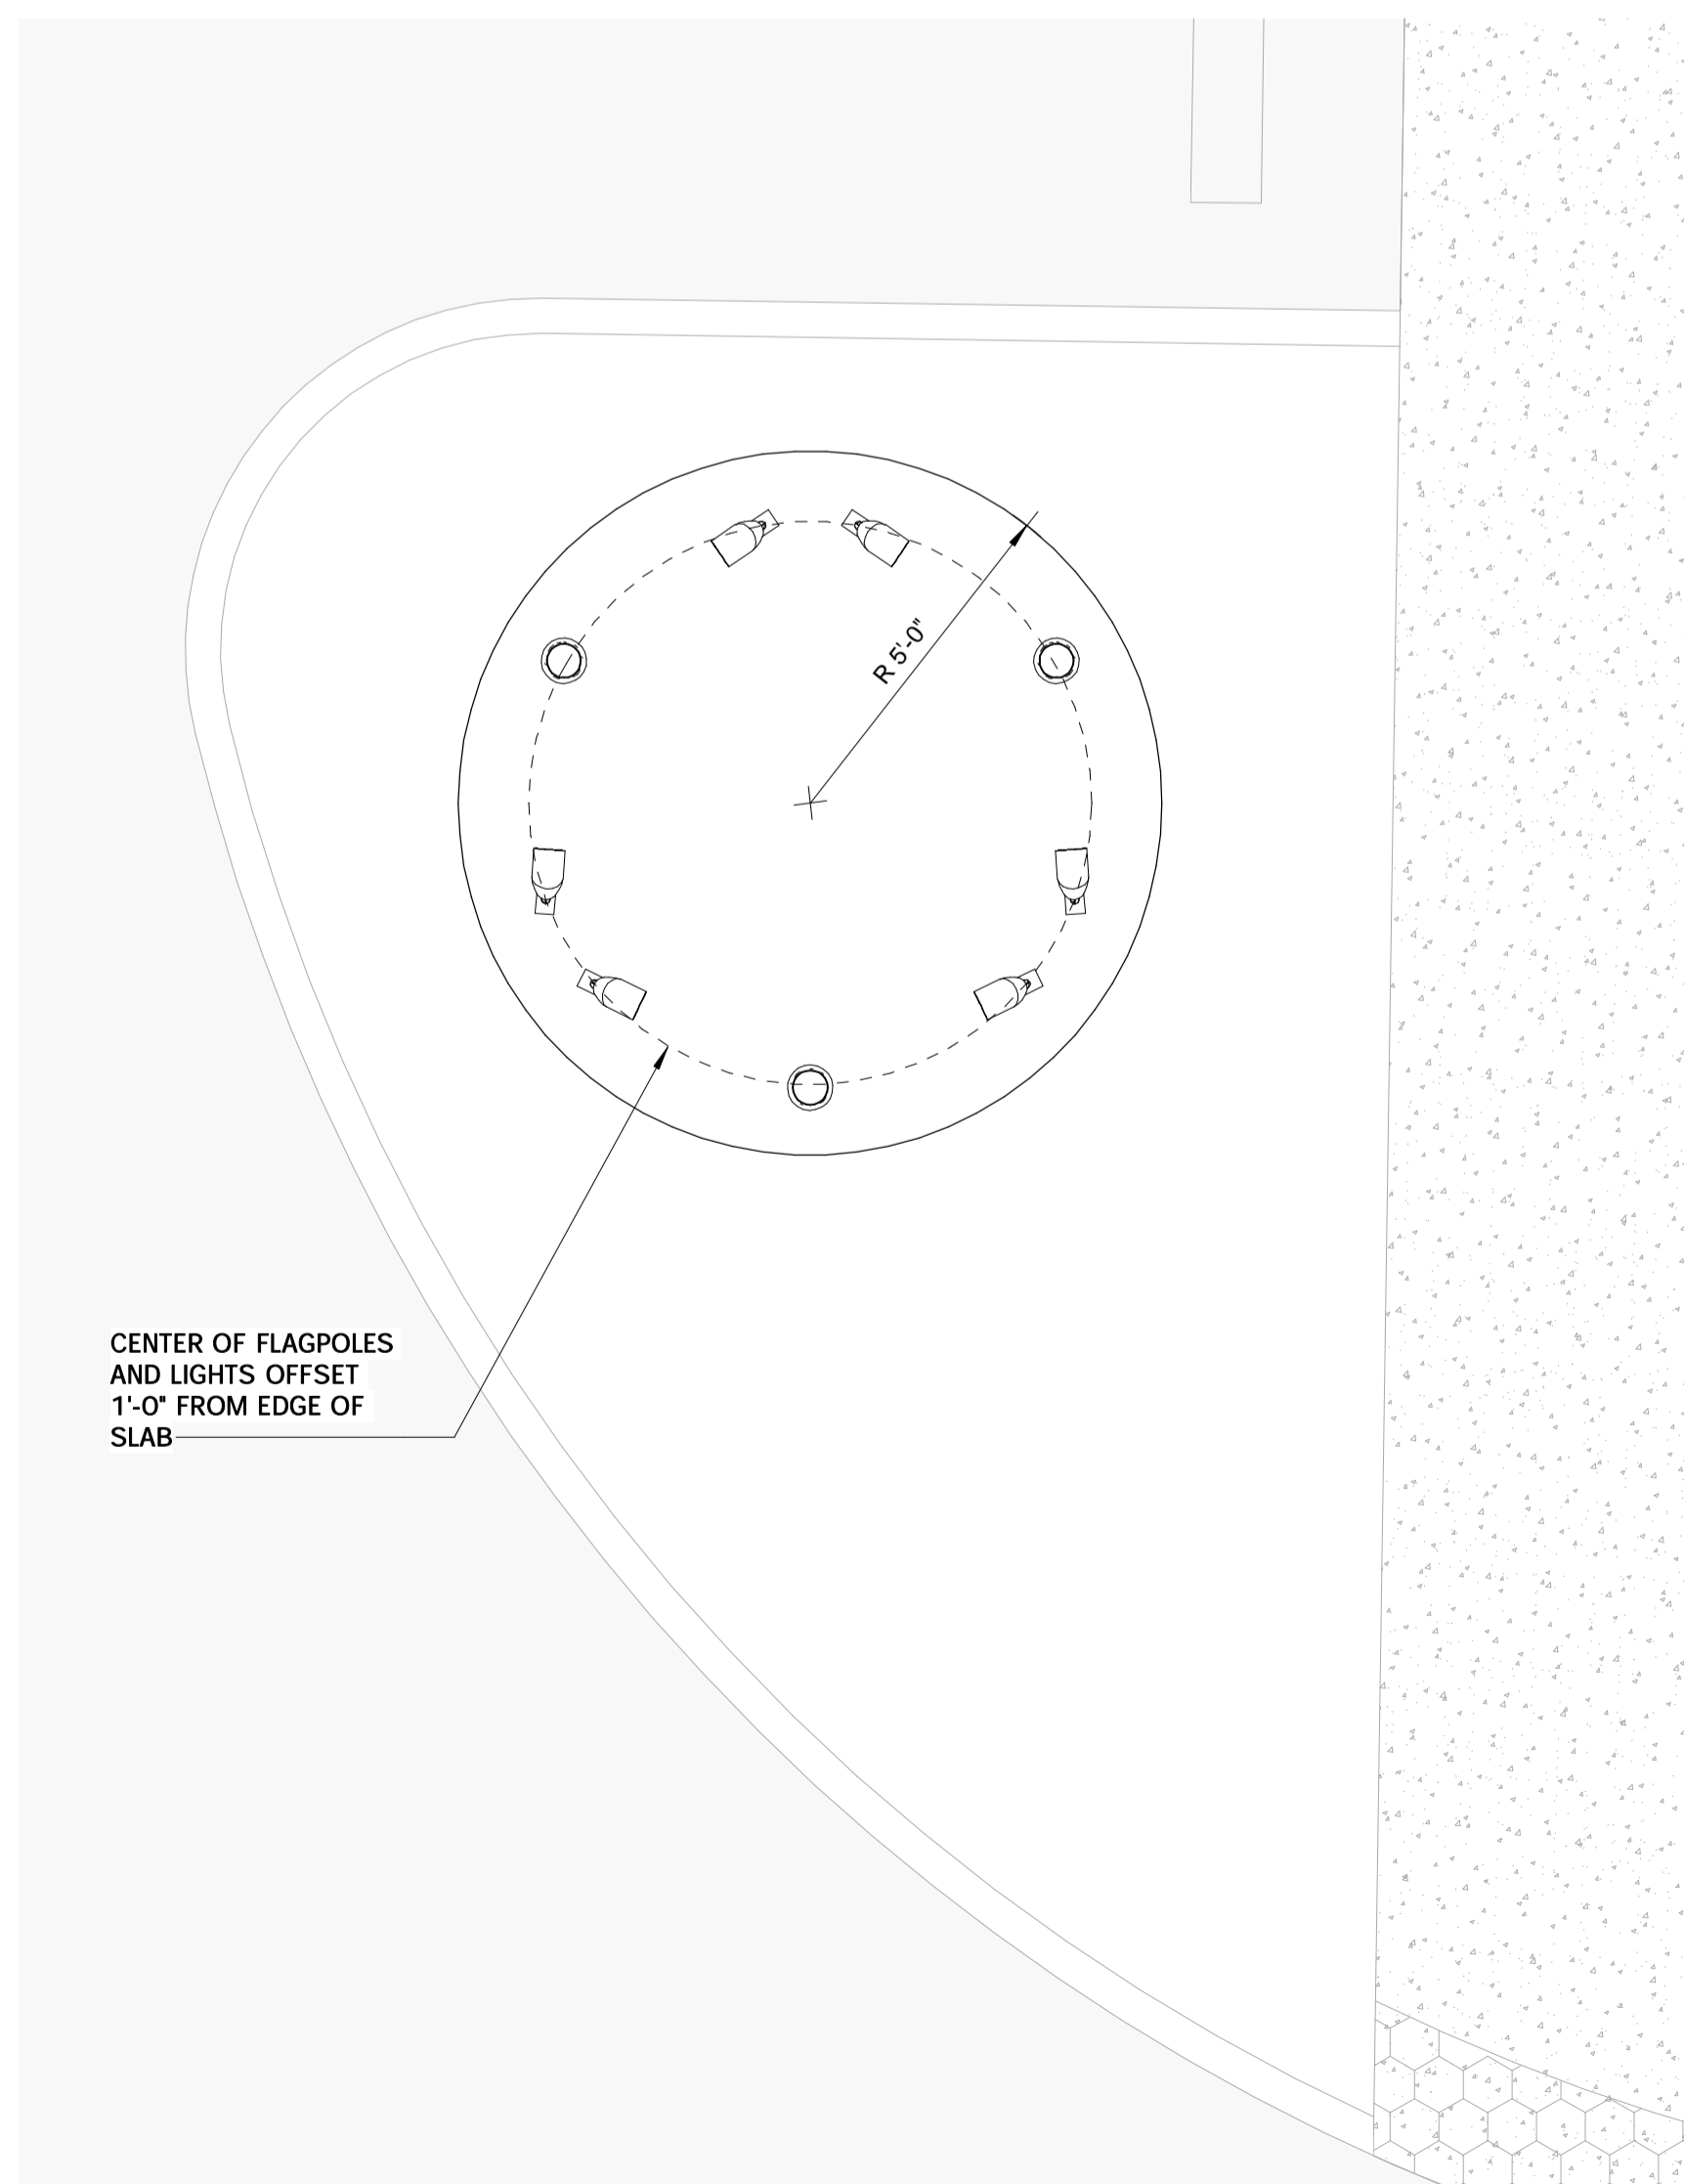 R 5'-0"
CENTER OF FLAGPOLES
AND LIGHTS OFFSET
1'-0" FROM EDGE OF
SLAB